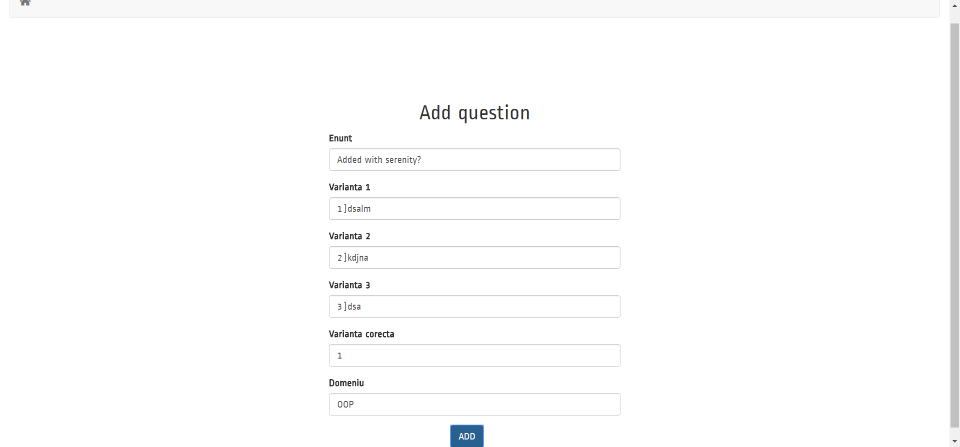 Add question
Enunt
Added with serenity?
Varianta 1
1]dsalm
Varianta 2
2]kdjna
Varianta 3
3]dsa
Varianta corecta
1
Domeniu
OOP
ADD